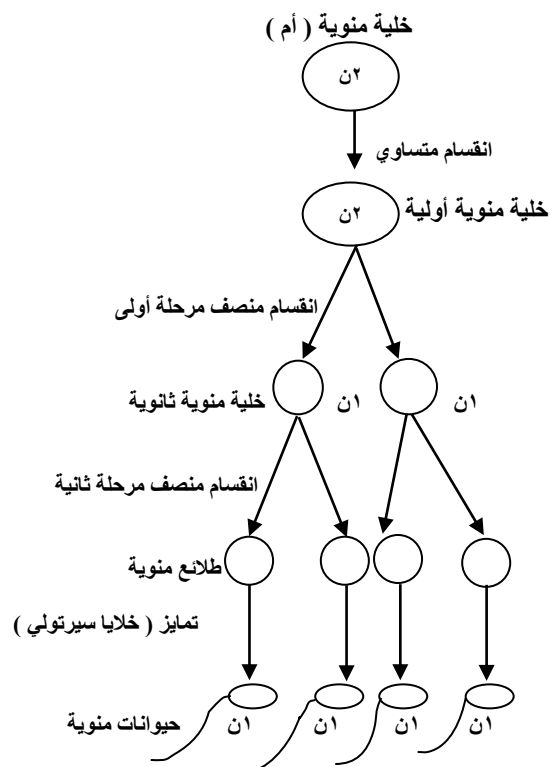 خلية منوية ( أم )
٢ن
انقسام متساوي
٢ن
خلية منوية أولية
انقسام منصف مرحلة أولى
١ن
١ن
خلية منوية ثانوية
انقسام منصف مرحلة ثانية
طلائع منوية
تمايز ( خلايا سيرتولي )
١ن
١ن
١ن
١ن
حيوانات منوية